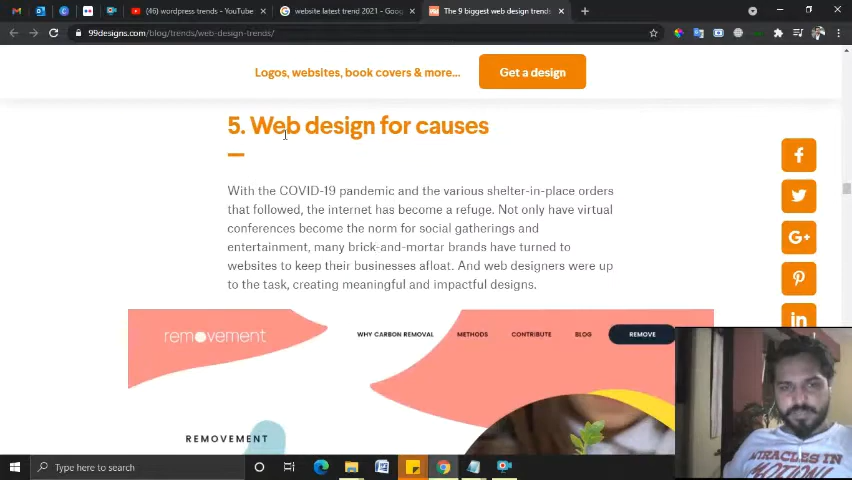 (46) wordpress trends - YouTube
website latest trend 2021 - Goog
The 9 biggest web design trends
99designs.com/blog/trends/web-design-trends/
Logos, websites, book covers & more...
Get a design
5. Web design for causes
With the COVID-19 pandemic and the various shelter-in-place orders
that followed, the internet has become a refuge. Not only have virtual
conferences become the norm for social gatherings and
entertainment, many brick-and-mortar brands have turned to
websites to keep their businesses afloat. And web designers were up
to the task, creating meaningful and impactful designs.
removement
WHY CARBON REMOVAL
METHODS
CONTRIBUTE
BLOG
REMOVE
REMOVEMENT
MIRACLES IN
MOTION!
Type here to search